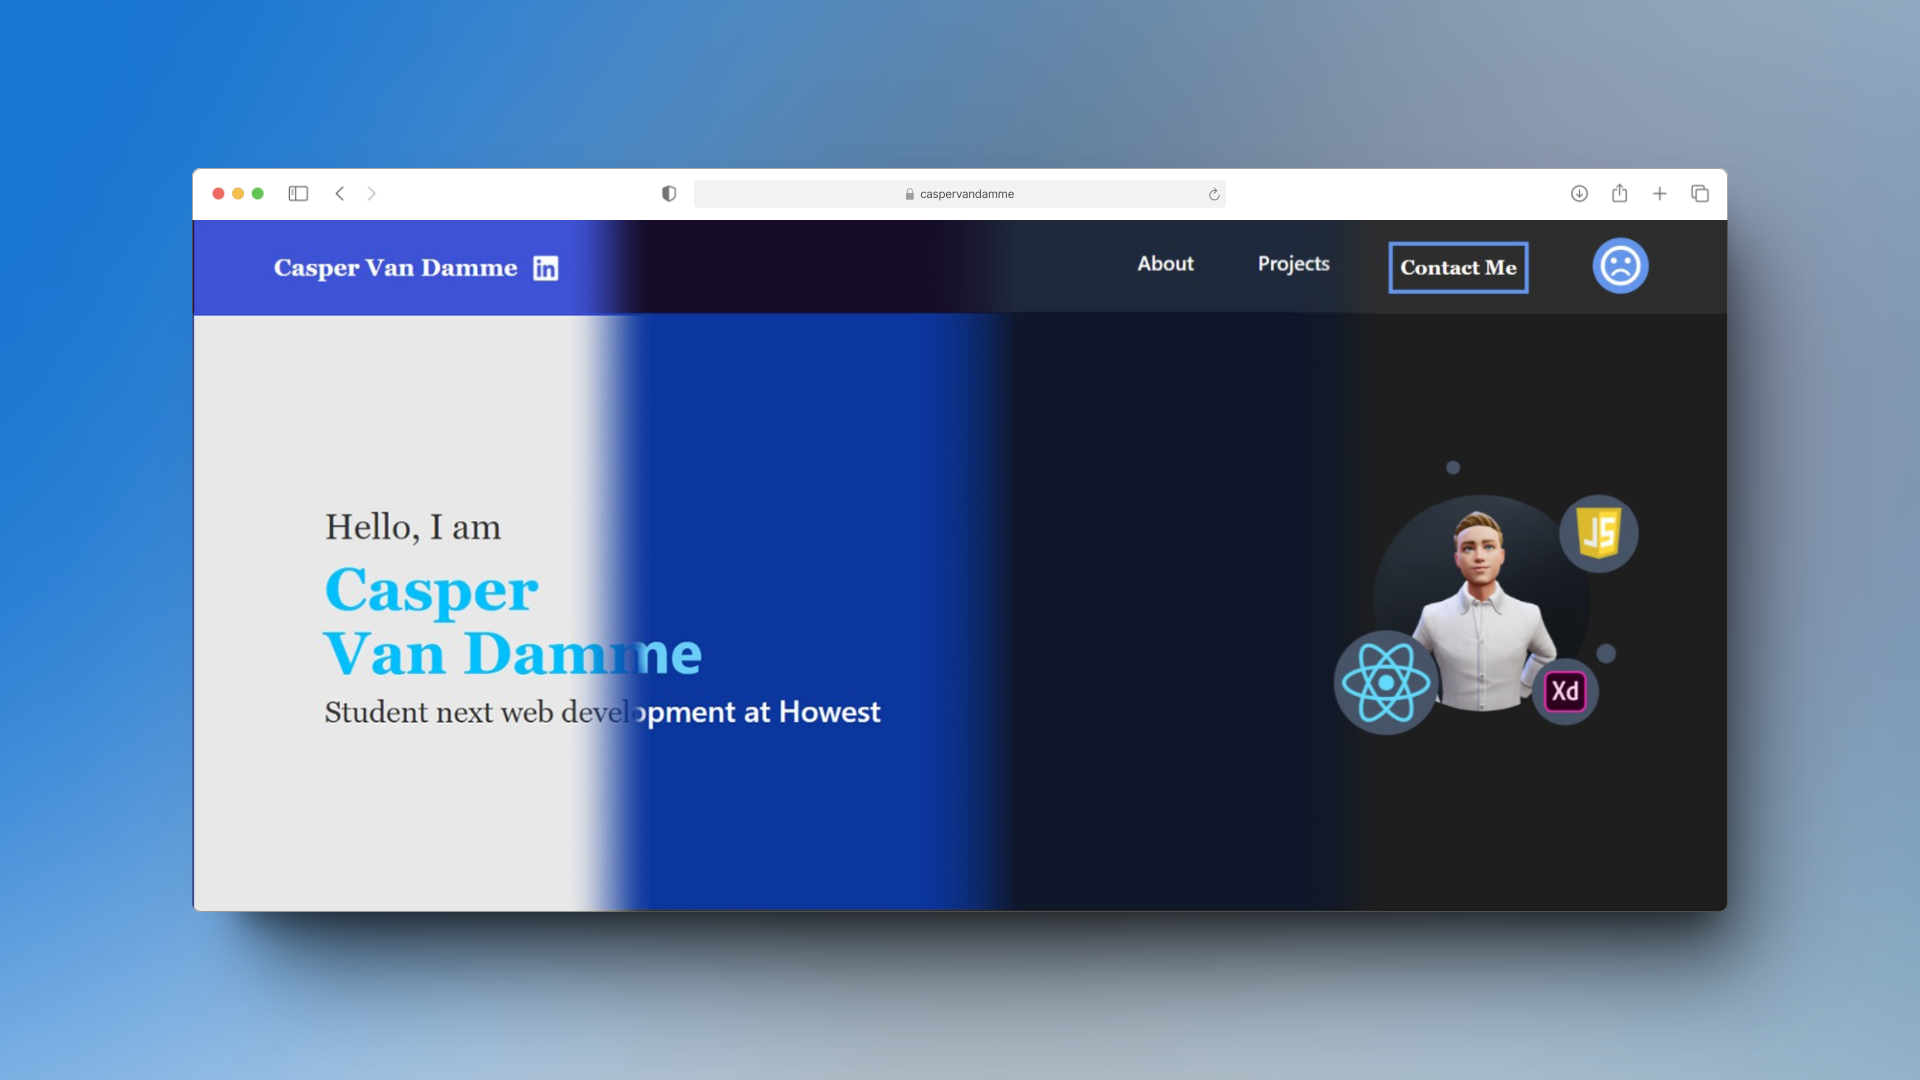 caspervandamme
Casper Van Damme in
About
Projects
Contact Me
Hello, I am
Casper
Van Damme
Student next web development at Howest
JS
Xd